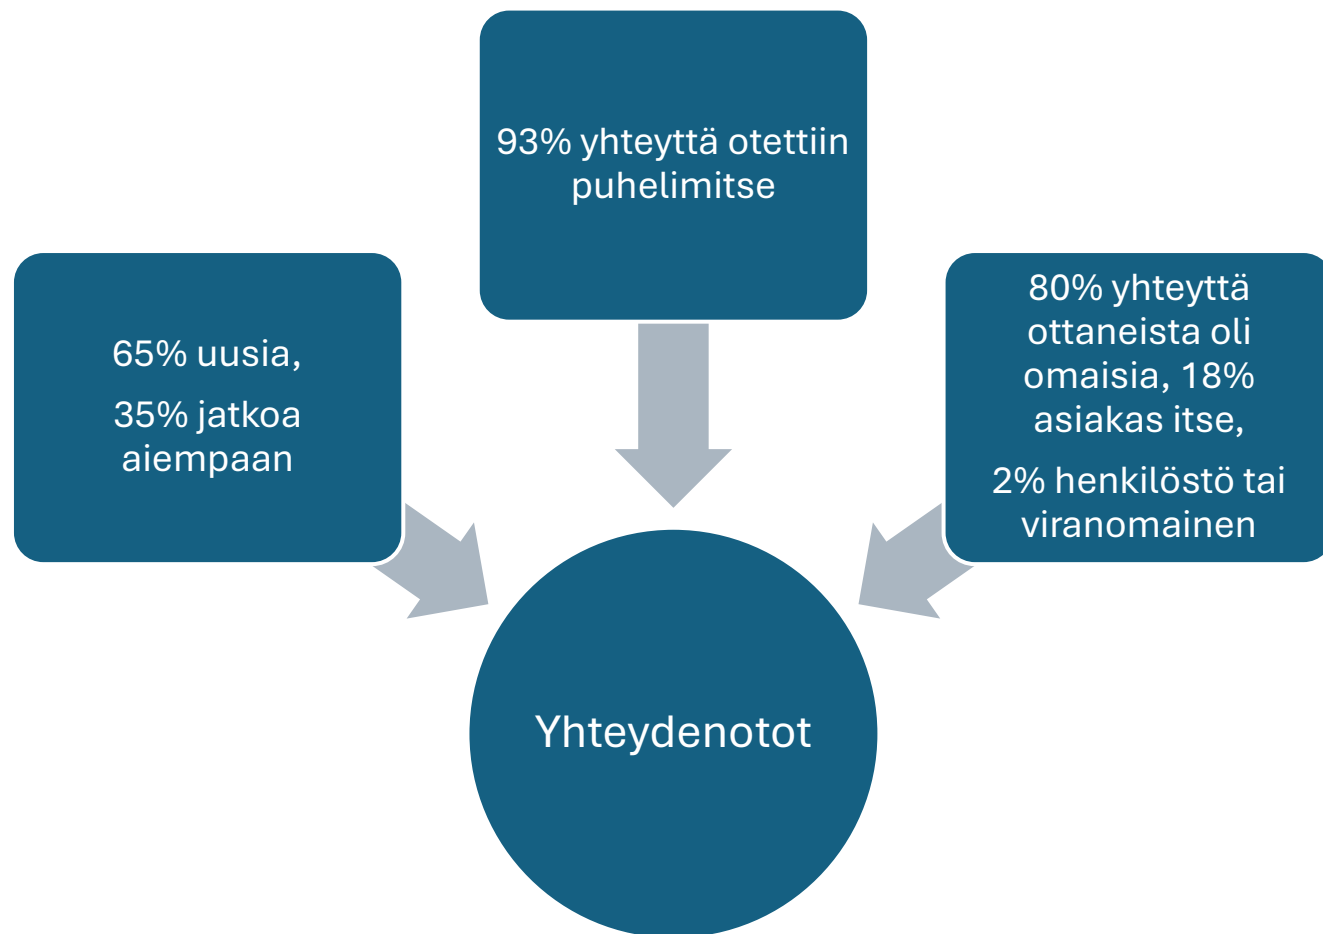 93% yhteyttä otettiin
puhelimitse
65% uusia,
35% jatkoa
aiempaan
80% yhteyttä
ottaneista oli
omaisia, 18%
asiakas itse,
2% henkilöstö tai
viranomainen
Yhteydenotot